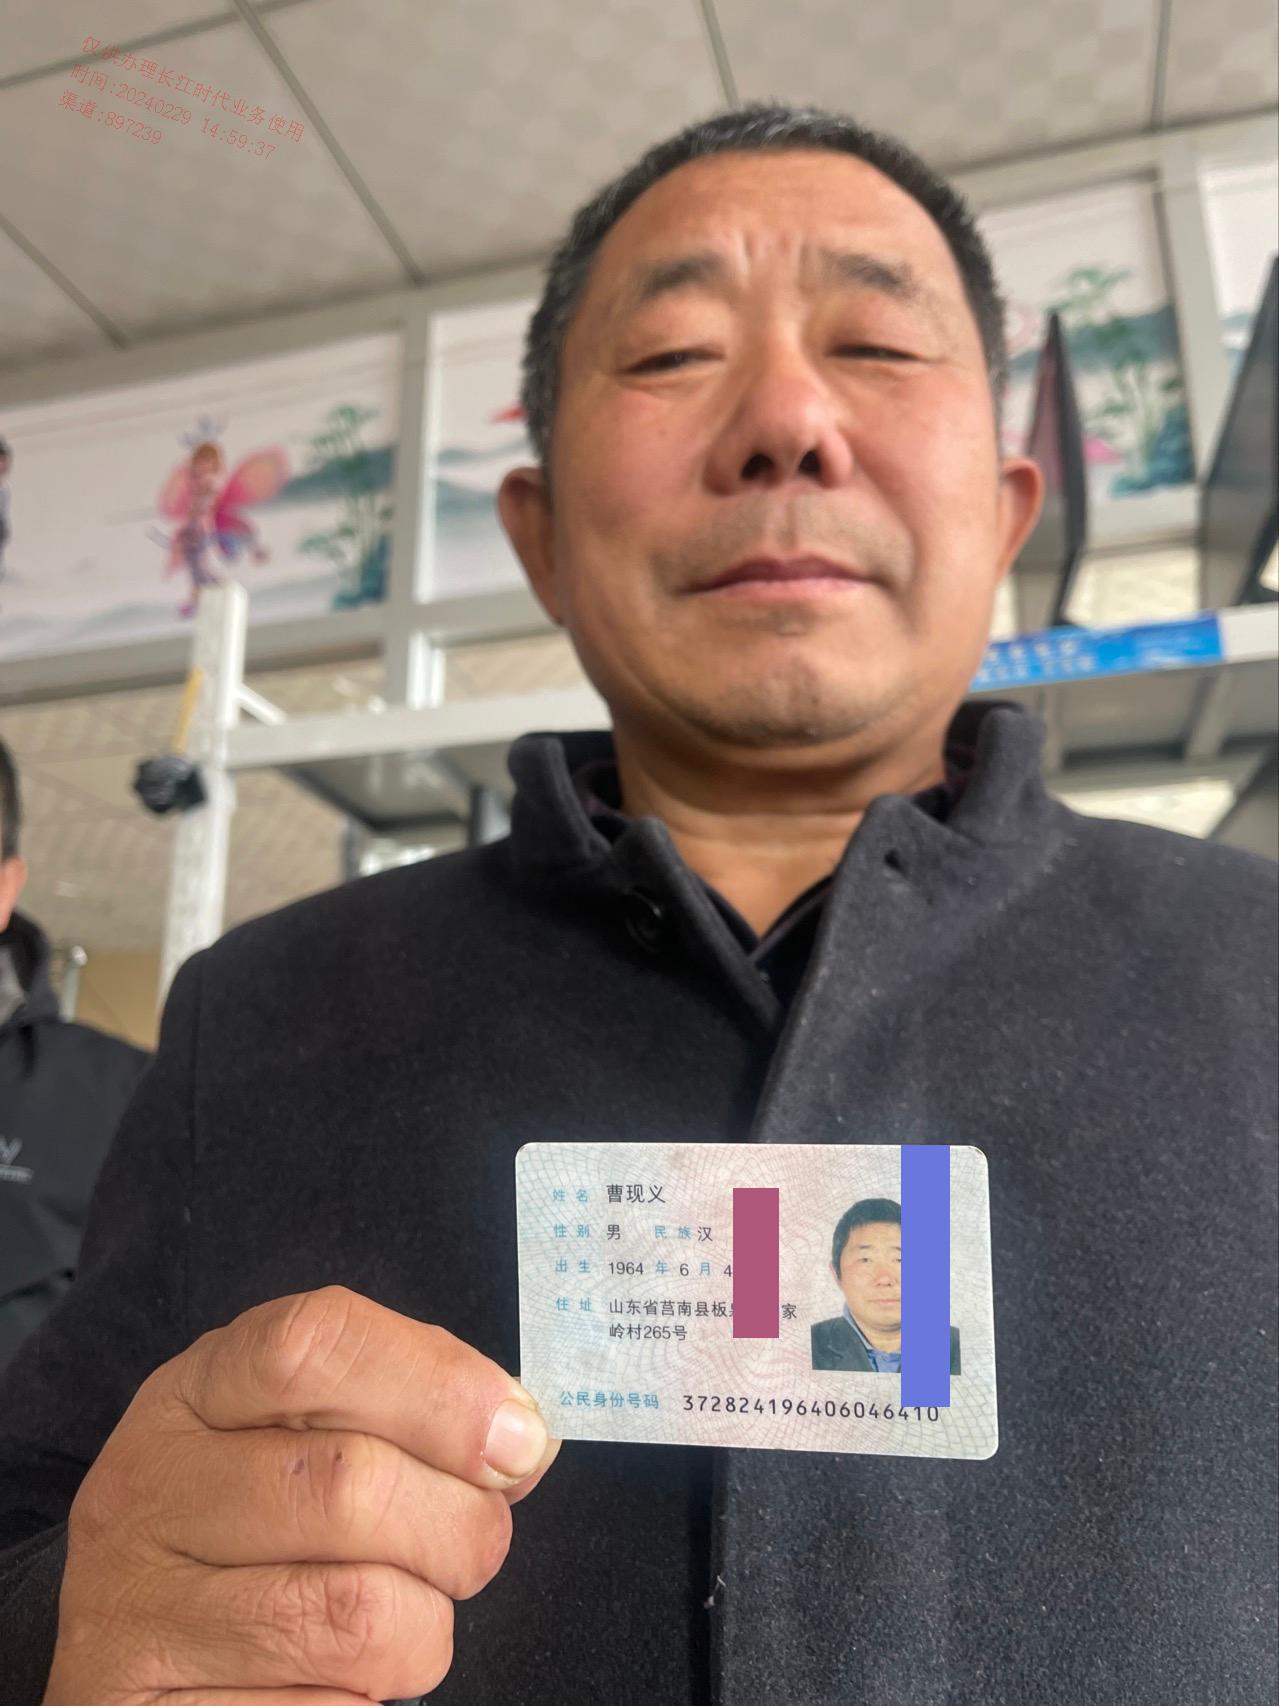 仅供办理长江时代业务使用
时间:20240229 14:59:37
渠道:897239
姓名 曹现义
性别 男 民族 汉
出生 1964 年 6 月 4
住址 山东省莒南县板 家
岭村265号
公民身份号码 372824196406046410